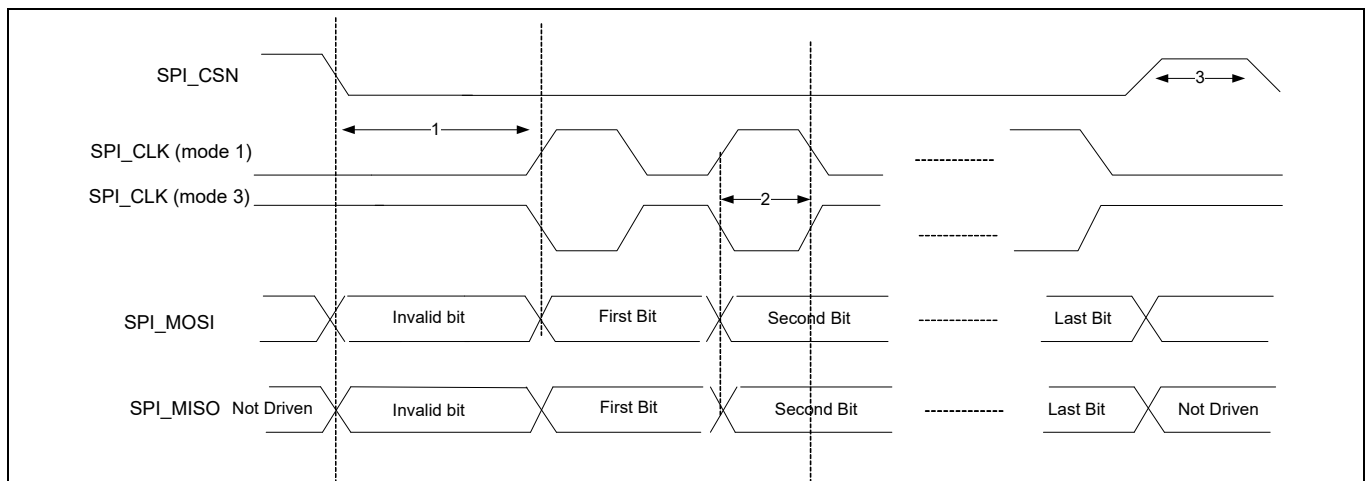 SPI_CSN
3
1
SPI_CLK (mode 1)
SPI_CLK (mode 3)
2
SPI_MOSI
Invalid bit
First Bit
Second Bit
Last Bit
SPI_MISO
Not Driven
Invalid bit
First Bit
Second Bit
Last Bit
Not Driven